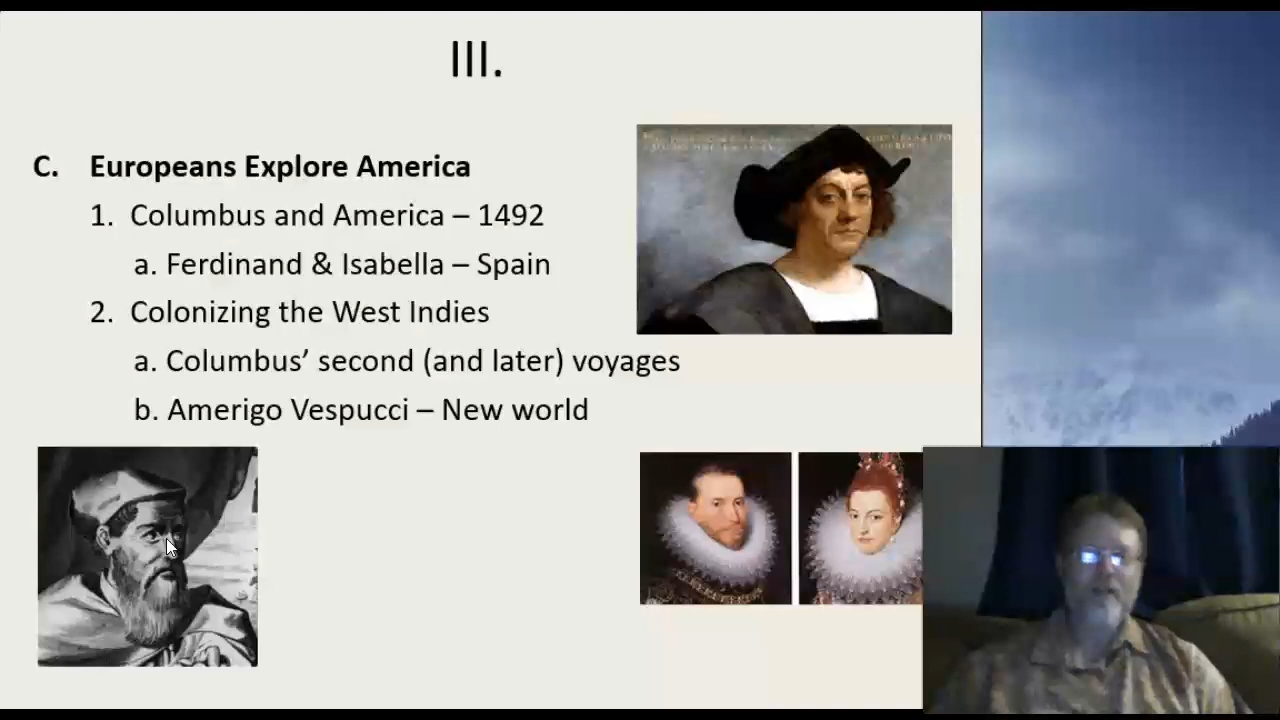 III.
C. Europeans Explore America
1. Columbus and America – 1492
a. Ferdinand & Isabella – Spain
2. Colonizing the West Indies
a. Columbus’ second (and later) voyages
b. Amerigo Vespucci – New world